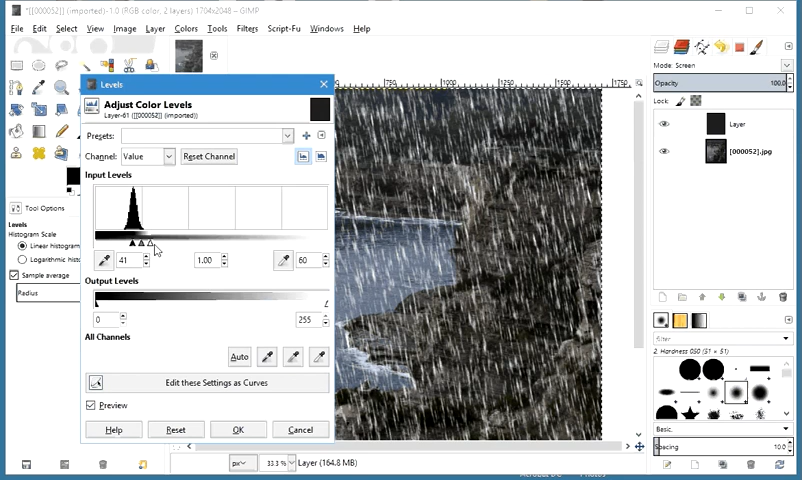 *[[000052] (imported)-1.0 (RGB color, 2 layers) 1704x2048 – GIMP
File Edit Select View Image Layer Colors Tools Filters Script-Fu Windows Help
Levels
Adjust Color Levels
Layer-61 ([[000052] (imported))
Presets:
Channel: Value Reset Channel
Input Levels
41 1.00 60
Output Levels
0 255
All Channels
Auto
Edit these Settings as Curves
Preview
Help Reset OK Cancel
Tool Options
Levels
Histogram Scale
Linear histogram
Logarithmic histo
Sample average
Radius
750 1000 1250 1500
px 33.3 % Layer (164.8 MB)
Mode: Screen
Opacity 100.0
Lock:
Layer
[000052].jpg
filter
2. Hardness 050 (51 × 51)
Basic.
Spacing 10.0